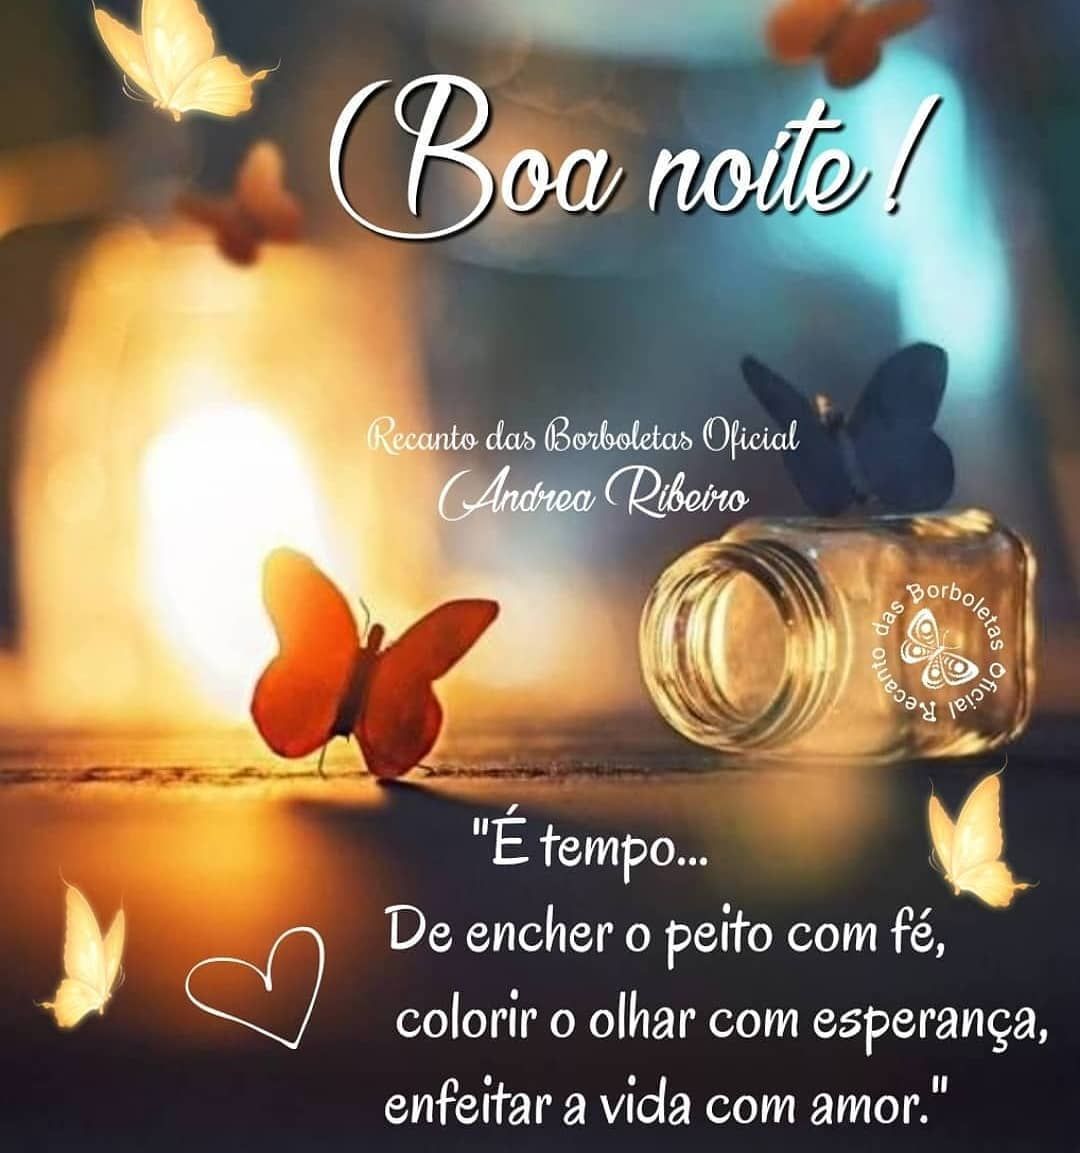 Boa noite!
Recanto das Borboletas Oficial
Andrea Ribeiro
Recanto das Borboletas Oficial
"É tempo...
De encher o peito com fé,
colorir o olhar com esperança,
enfeitar a vida com amor."